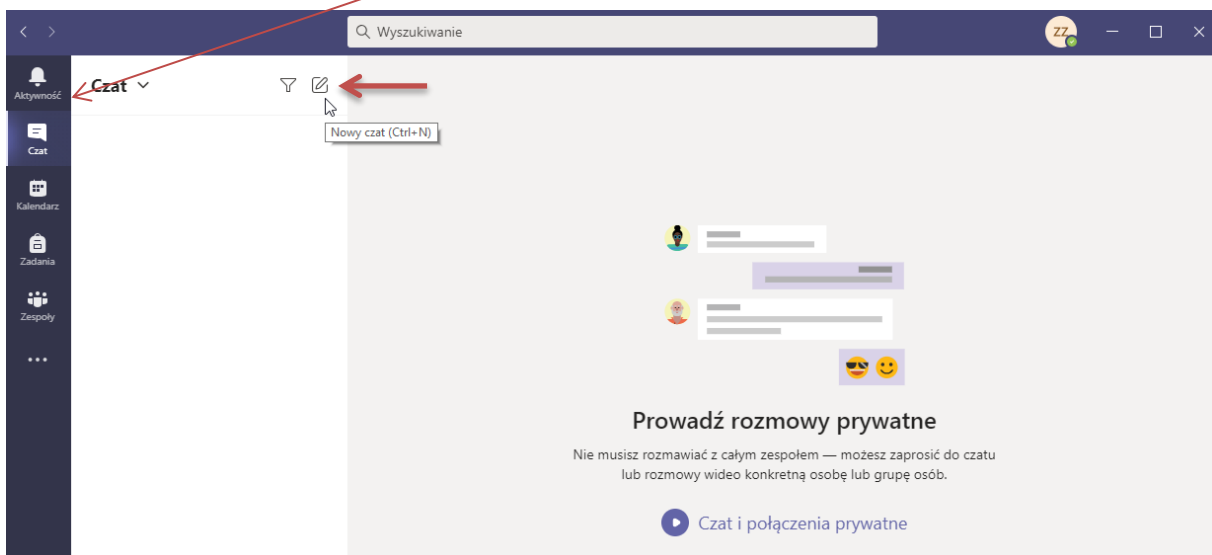 Wyszukiwanie
ZZ
Aktywność
Czat
Nowy czat (Ctrl+N)
Czat
Kalendarz
Zadania
Zespoły
Prowadź rozmowy prywatne
Nie musisz rozmawiać z całym zespołem — możesz zaprosić do czatu
lub rozmowy wideo konkretną osobę lub grupę osób.
Czat i połączenia prywatne